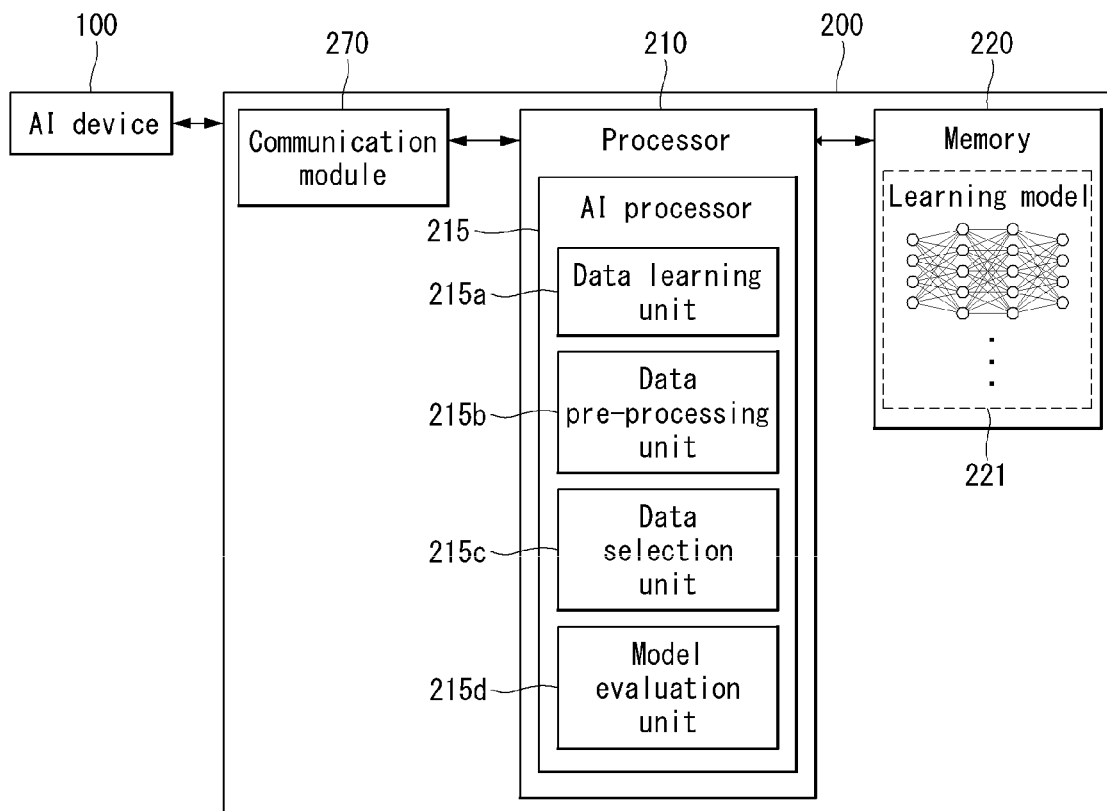 100
270
210
200
220
AI device
Communication
module
Processor
AI processor
215
215a
Data learning
unit
215b
Data
pre-processing
unit
215c
Data
selection
unit
215d
Model
evaluation
unit
Memory
Learning model
221